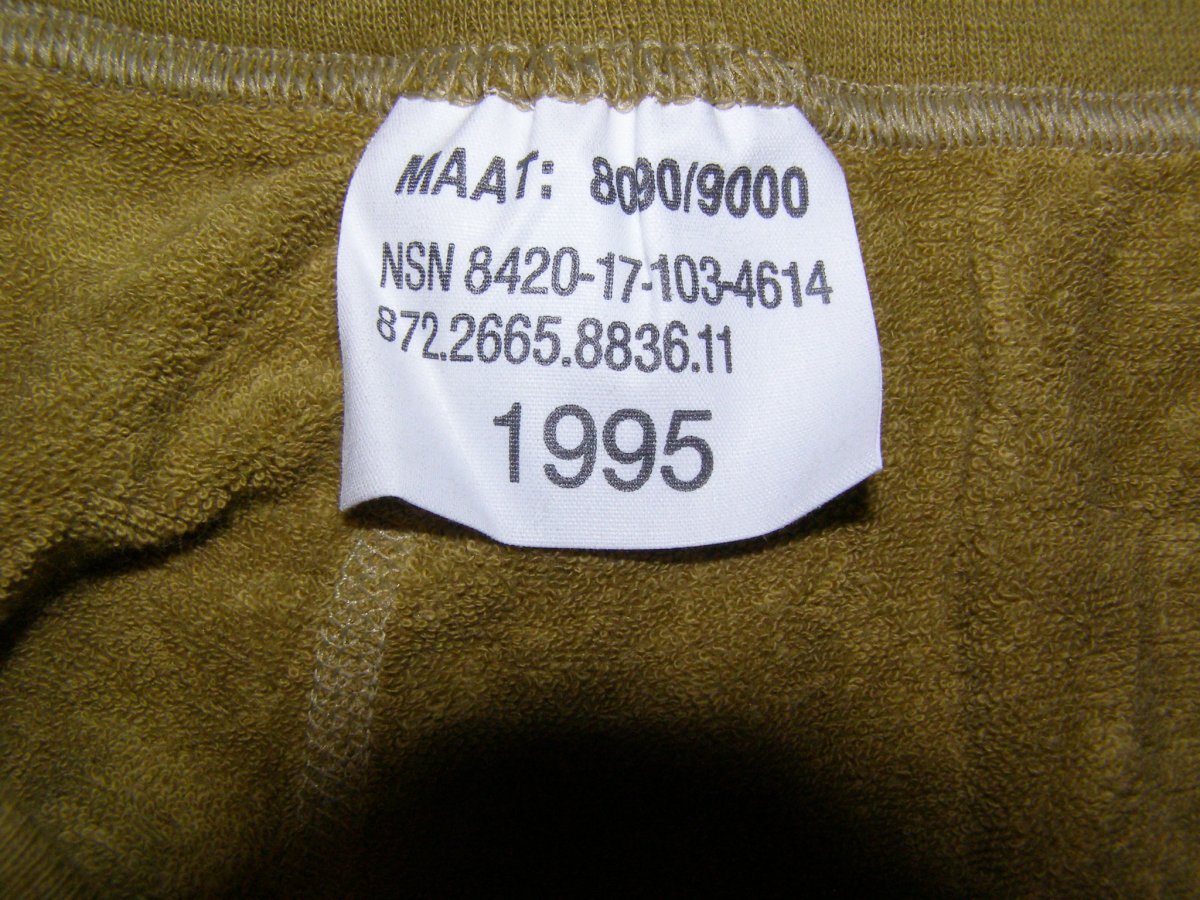 MAAT: 8090/9000
NSN 8420-17-103-4614
872.2665.8836.11
1995